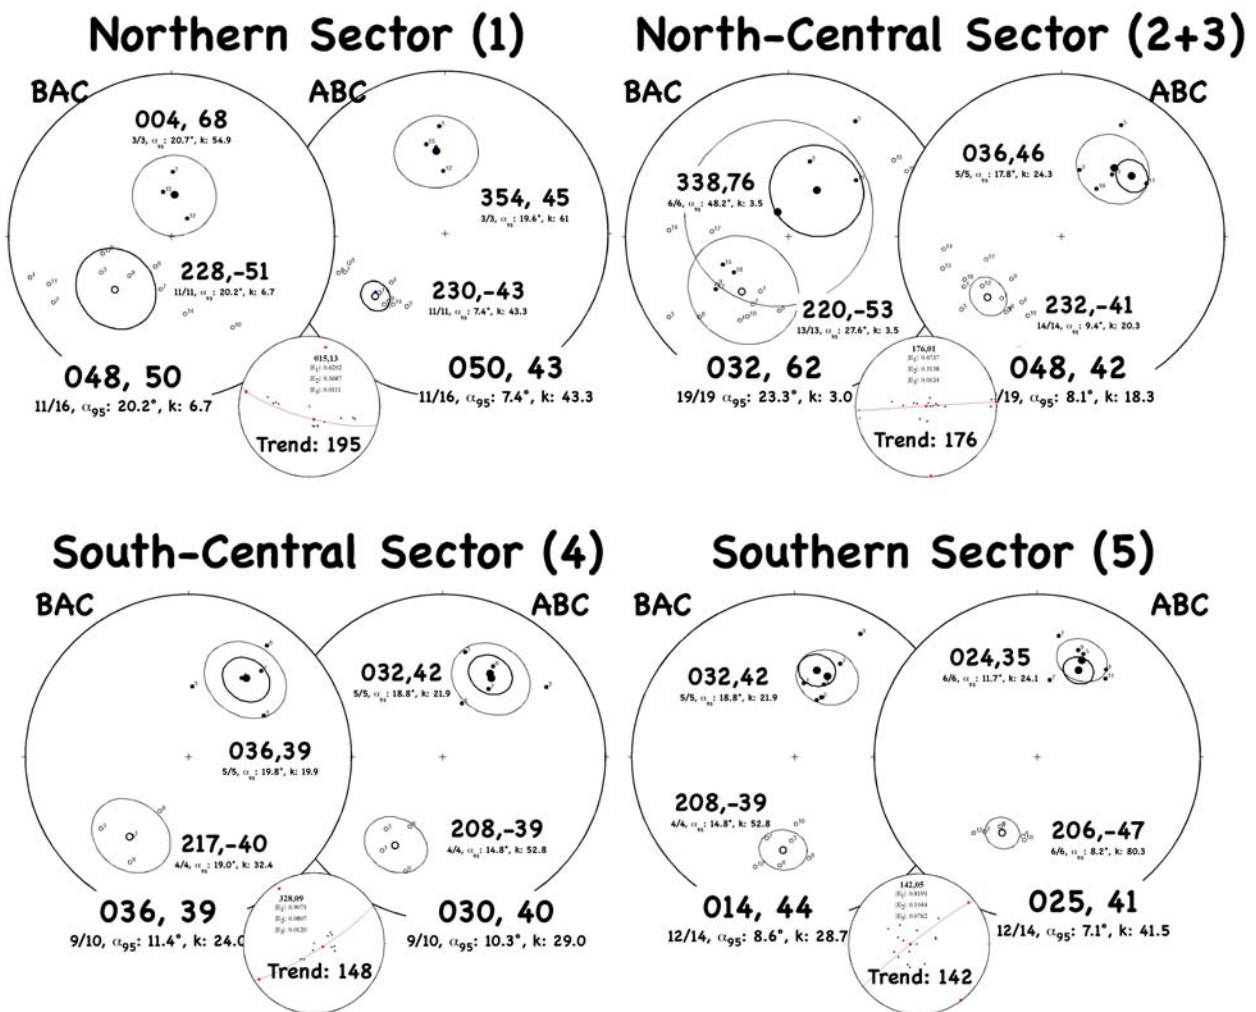 Northern Sector (1)
North-Central Sector (2+3)
BAC
ABC
004, 68
3/3, α95: 20.7°, k: 54.9
354, 45
3/3, α95: 19.6°, k: 61
228,-51
11/11, α95: 20.2°, k: 6.7
230,-43
11/11, α95: 7.4°, k: 43.3
048, 50
11/16, α95: 20.2°, k: 6.7
050, 43
11/16, α95: 7.4°, k: 43.3
015,13
Trend: 195
BAC
ABC
338,76
6/6, α95: 48.2°, k: 3.5
036,46
5/5, α95: 17.8°, k: 24.3
220,-53
13/13, α95: 27.6°, k: 3.5
232,-41
14/14, α95: 9.4°, k: 20.3
032, 62
19/19 α95: 23.3°, k: 3.0
048, 42
/19, α95: 8.1°, k: 18.3
176,01
Trend: 176
South-Central Sector (4)
Southern Sector (5)
BAC
ABC
032,42
5/5, α95: 18.8°, k: 21.9
036,39
5/5, α95: 19.8°, k: 19.9
217,-40
4/4, α95: 19.0°, k: 32.4
208,-39
4/4, α95: 14.8°, k: 52.8
036, 39
9/10, α95: 11.4°, k: 24.0
030, 40
9/10, α95: 10.3°, k: 29.0
328,09
Trend: 148
BAC
ABC
032,42
5/5, α95: 18.8°, k: 21.9
024,35
6/6, α95: 11.7°, k: 24.1
208,-39
4/4, α95: 14.8°, k: 52.8
206,-47
6/6, α95: 8.2°, k: 80.3
014, 44
12/14, α95: 8.6°, k: 28.7
025, 41
12/14, α95: 7.1°, k: 41.5
142,05
Trend: 142